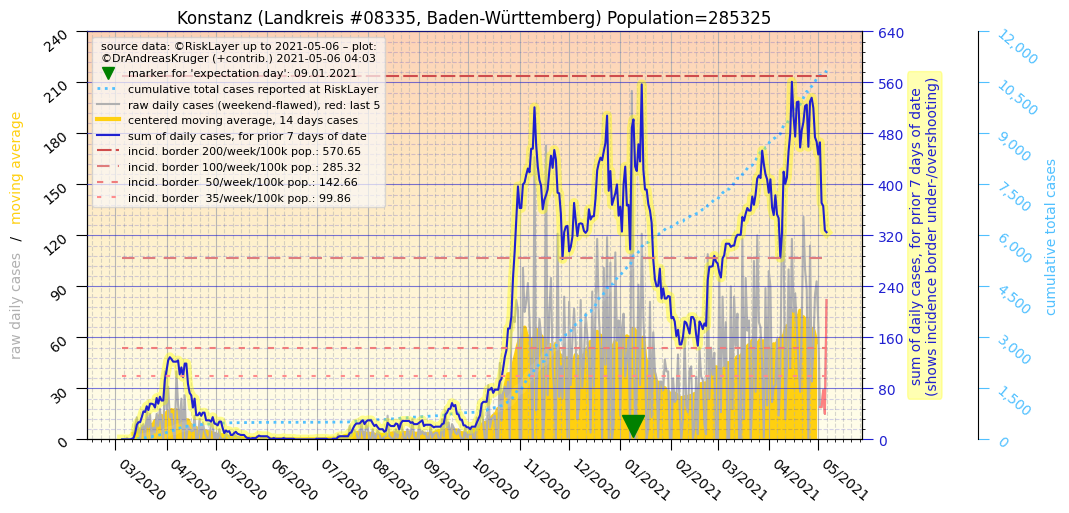 Konstanz (Landkreis #08335, Baden-Württemberg) Population=285325
source data: ©RiskLayer up to 2021-05-06 – plot:
©DrAndreasKruger (+contrib.) 2021-05-06 04:03
marker for 'expectation day': 09.01.2021
cumulative total cases reported at RiskLayer
raw daily cases (weekend-flawed), red: last 5
centered moving average, 14 days cases
sum of daily cases, for prior 7 days of date
incid. border 200/week/100k pop.: 570.65
incid. border 100/week/100k pop.: 285.32
incid. border  50/week/100k pop.: 142.66
incid. border  35/week/100k pop.: 99.86
raw daily cases  /  moving average
240
210
180
150
120
90
60
30
0
03/2020
04/2020
05/2020
06/2020
07/2020
08/2020
09/2020
10/2020
11/2020
12/2020
01/2021
02/2021
03/2021
04/2021
05/2021
640
560
480
400
320
240
160
80
0
sum of daily cases, for prior 7 days of date
(shows incidence border under-/overshooting)
12,000
10,500
9,000
7,500
6,000
4,500
3,000
1,500
0
cumulative total cases